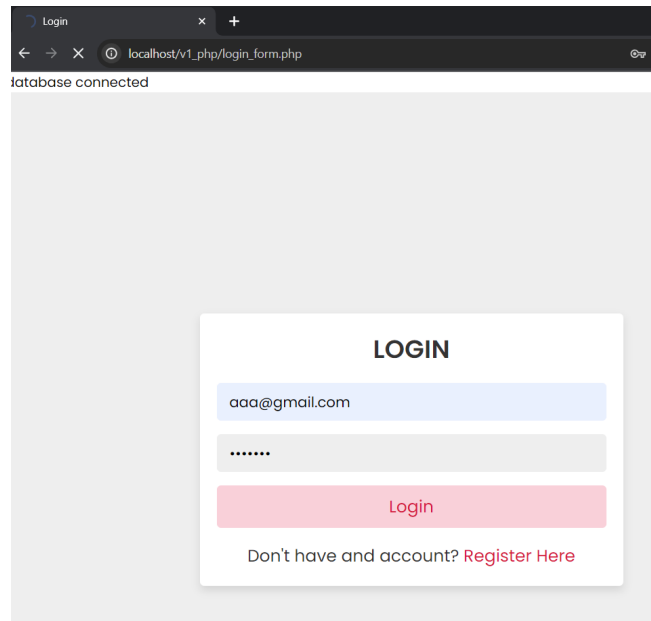 Login
localhost/v1_php/login_form.php
database connected
LOGIN
aaa@gmail.com
•••••••
Login
Don't have and account? Register Here